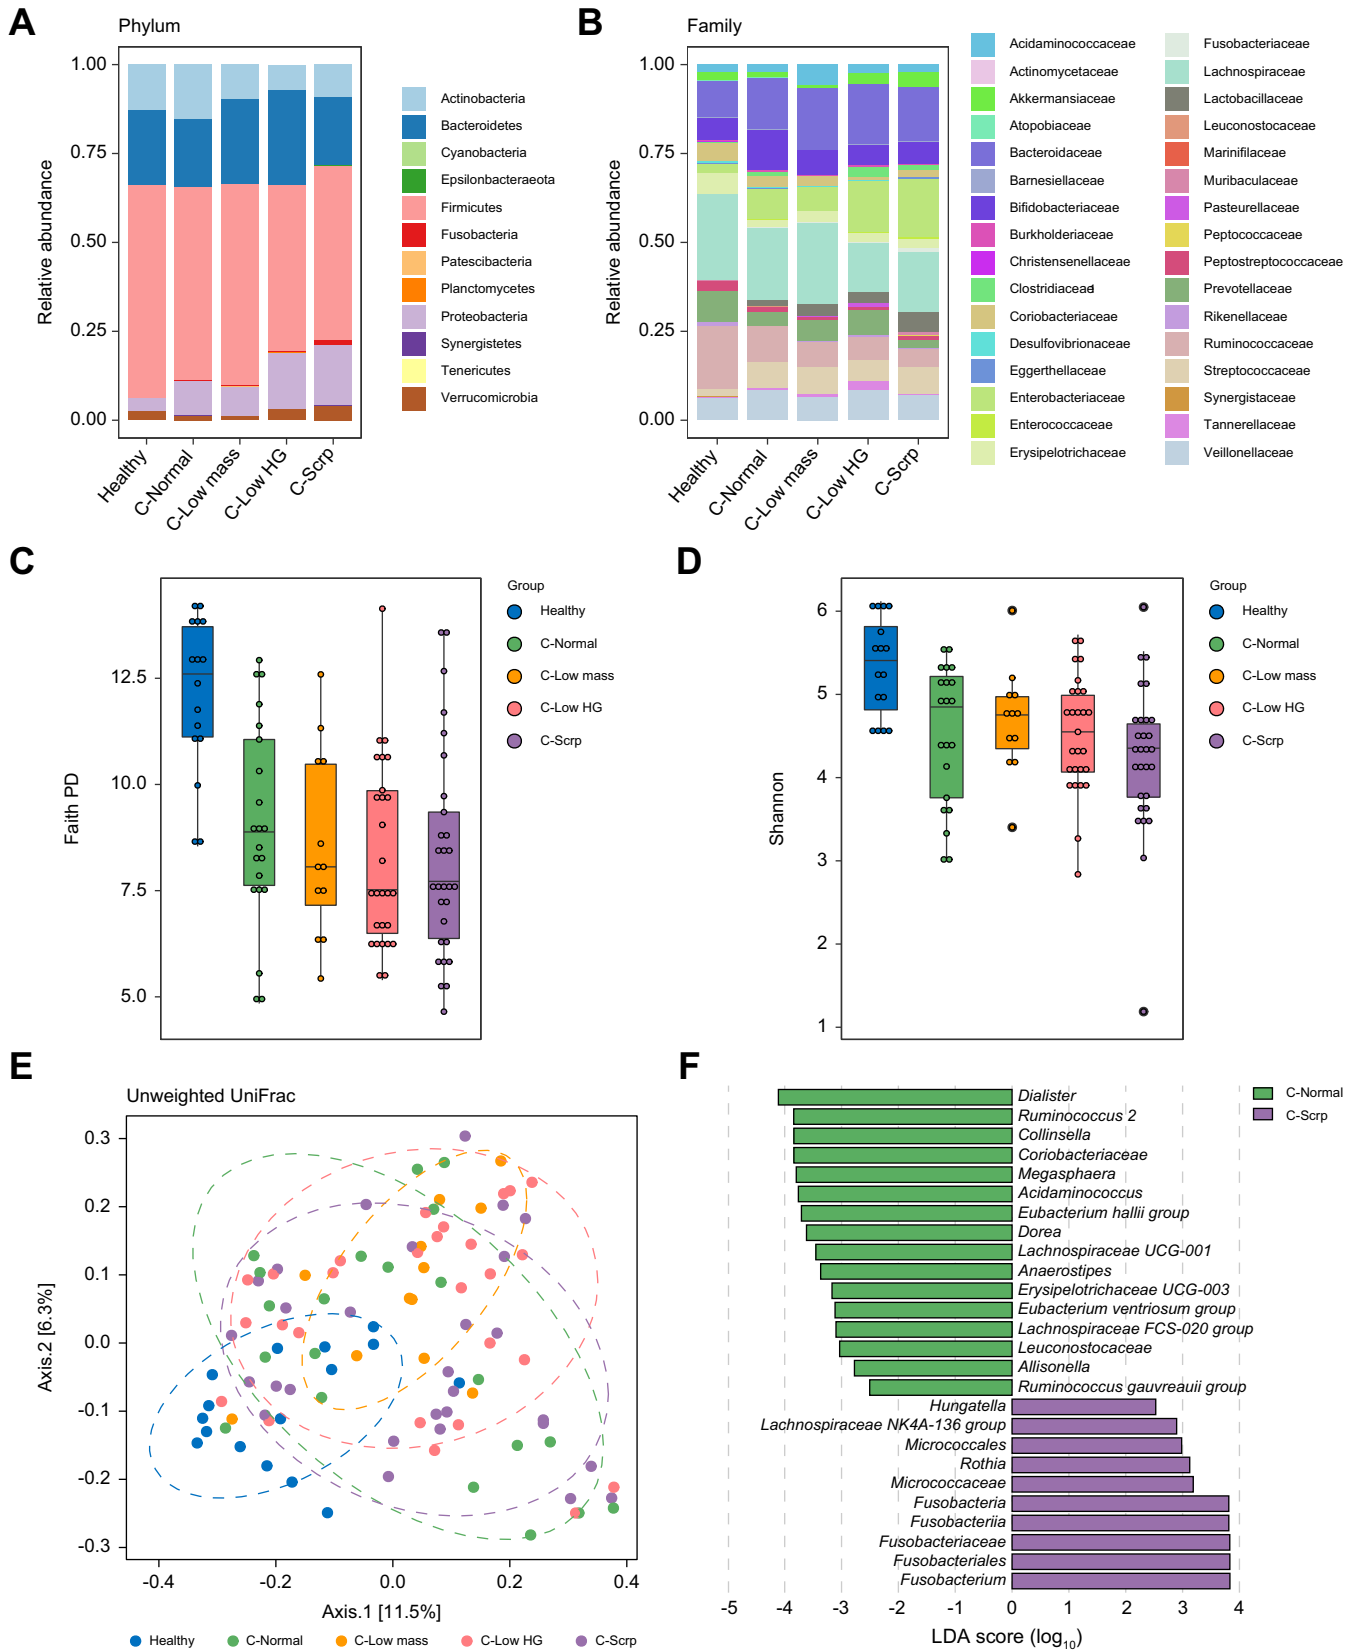 A
Phylum
Relative abundance
1.00
0.75
0.50
0.25
0.00
Healthy
C-Normal
C-Low mass
C-Low HG
C-Scrp
Actinobacteria
Bacteroidetes
Cyanobacteria
Epsilonbacteraeota
Firmicutes
Fusobacteria
Patescibacteria
Planctomycetes
Proteobacteria
Synergistetes
Tenericutes
Verrucomicrobia
B
Family
Relative abundance
1.00
0.75
0.50
0.25
0.00
Healthy
C-Normal
C-Low mass
C-Low HG
C-Scrp
Acidaminococcaceae
Actinomycetaceae
Akkermansiaceae
Atopobiaceae
Bacteroidaceae
Barnesiellaceae
Bifidobacteriaceae
Burkholderiaceae
Christensenellaceae
Clostridiaceae1
Coriobacteriaceae
Desulfovibrionaceae
Eggerthellaceae
Enterobacteriaceae
Enterococcaceae
Erysipelotrichaceae
Fusobacteriaceae
Lachnospiraceae
Lactobacillaceae
Leuconostocaceae
Marinifilaceae
Muribaculaceae
Pasteurellaceae
Peptococcaceae
Peptostreptococcaceae
Prevotellaceae
Rikenellaceae
Ruminococcaceae
Streptococcaceae
Synergistaceae
Tannerellaceae
Veillonellaceae
C
Faith PD
12.5
10.0
7.5
5.0
Group
Healthy
C-Normal
C-Low mass
C-Low HG
C-Scrp
D
Shannon
6
5
4
3
2
1
Group
Healthy
C-Normal
C-Low mass
C-Low HG
C-Scrp
E
Unweighted UniFrac
Axis.2 [6.3%]
0.3
0.2
0.1
0.0
-0.1
-0.2
-0.3
-0.4 -0.2 0.0 0.2 0.4
Axis.1 [11.5%]
Healthy C-Normal C-Low mass C-Low HG C-Scrp
F
C-Normal
C-Scrp
Dialister
Ruminococcus 2
Collinsella
Coriobacteriaceae
Megasphaera
Acidaminococcus
Eubacterium hallii group
Dorea
Lachnospiraceae UCG-001
Anaerostipes
Erysipelotrichaceae UCG-003
Eubacterium ventriosum group
Lachnospiraceae FCS-020 group
Leuconostocaceae
Allisonella
Ruminococcus gauvreauii group
Hungatella
Lachnospiraceae NK4A-136 group
Micrococcales
Rothia
Micrococcaceae
Fusobacteria
Fusobacteriia
Fusobacteriaceae
Fusobacteriales
Fusobacterium
-5 -4 -3 -2 -1 0 1 2 3 4
LDA score (log10)